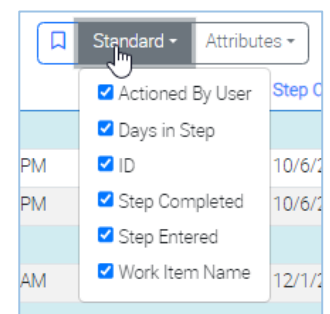 Standard Attributes
Actioned By User Step C
Days in Step
PM ID 10/6/2
PM Step Completed 10/6/2
Step Entered
AM Work Item Name 12/1/2